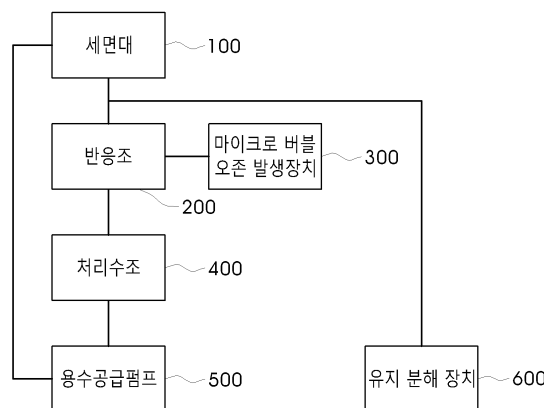 세면대
100
반응조
마이크로 버블
오존 발생장치
300
200
처리수조
400
용수공급펌프
500
유지 분해 장치
600